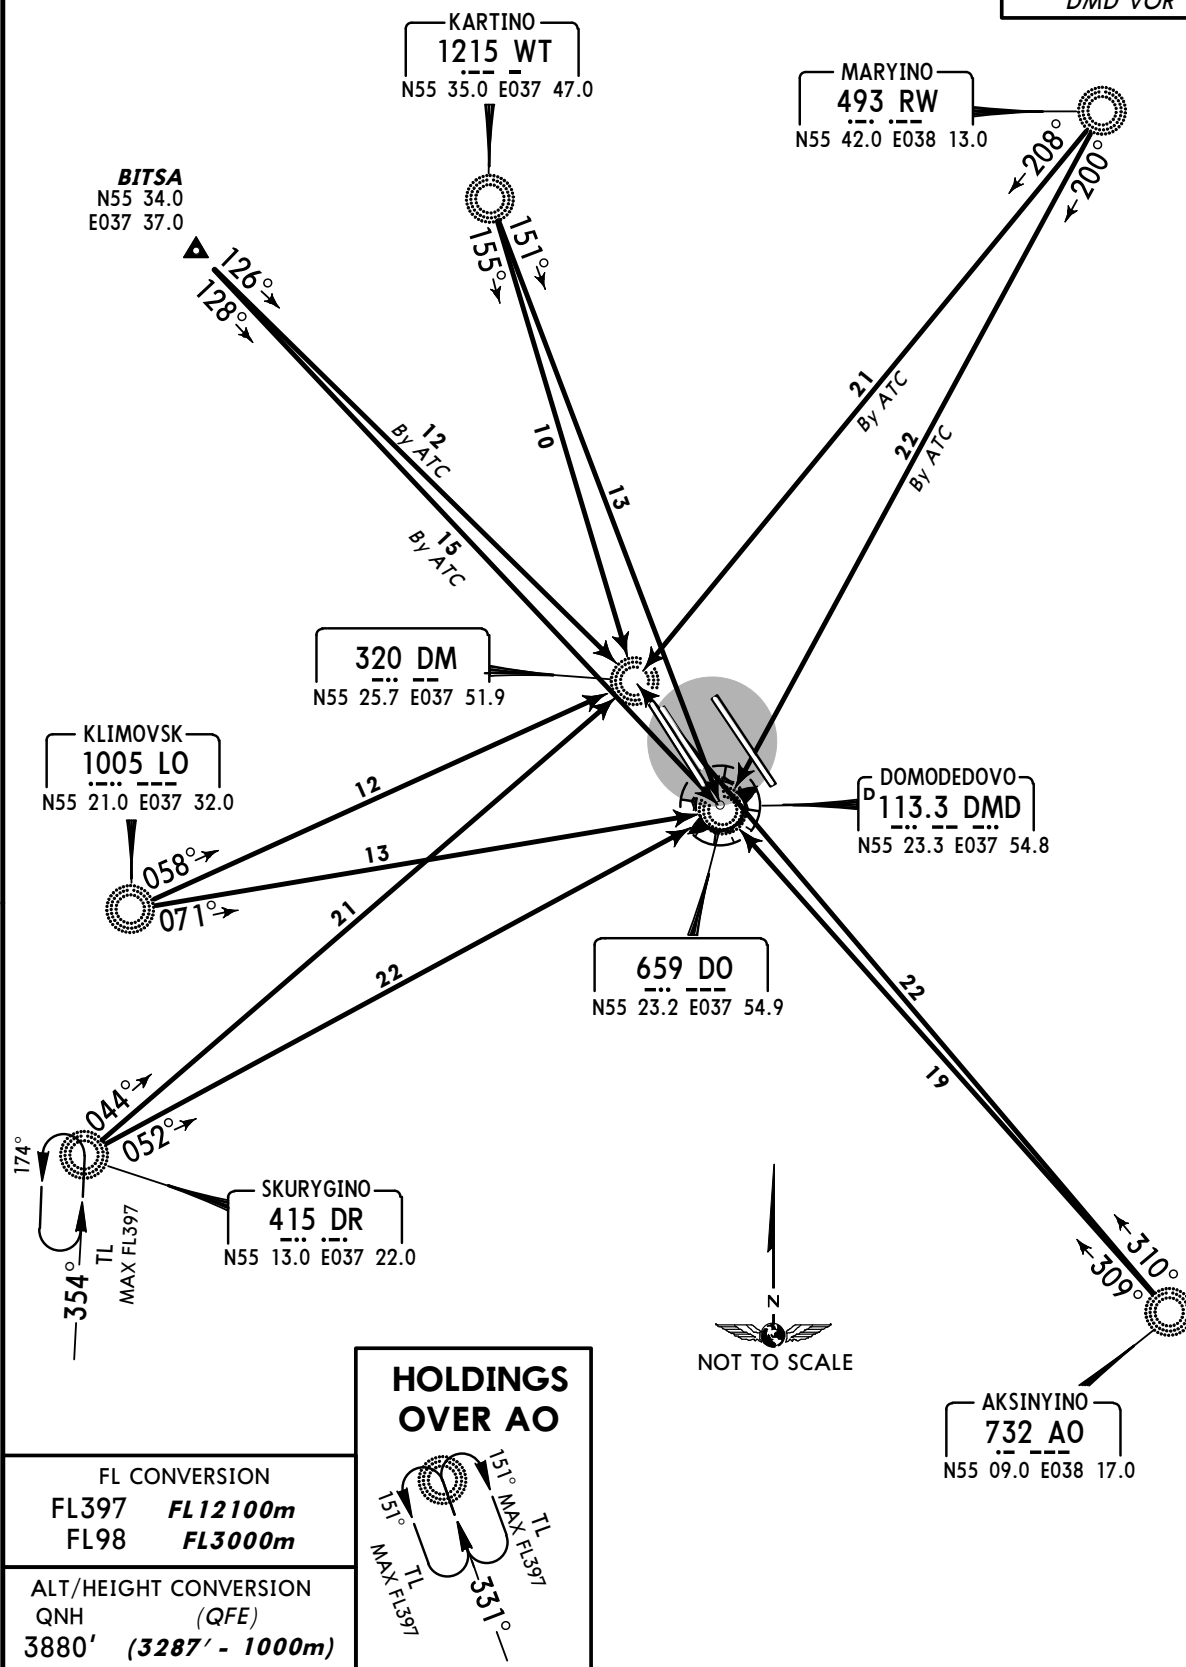 DMD VOR
KARTINO
1215 WT
N55 35.0 E037 47.0
MARYINO
493 RW
N55 42.0 E038 13.0
BITSA
N55 34.0
E037 37.0
208°
200°
151°
155°
126°
128°
21
By ATC
22
By ATC
12
By ATC
10
13
15
By ATC
320 DM
N55 25.7 E037 51.9
KLIMOVSK
1005 LO
N55 21.0 E037 32.0
DOMODEDOVO
D 113.3 DMD
N55 23.3 E037 54.8
12
13
058°
071°
21
22
659 DO
N55 23.2 E037 54.9
22
19
044°
052°
174°
SKURYGINO
415 DR
N55 13.0 E037 22.0
354°
TL
MAX FL397
310°
309°
N
NOT TO SCALE
AKSINYINO
732 AO
N55 09.0 E038 17.0
HOLDINGS
OVER AO
151°
151°
TL
MAX FL397
TL
MAX FL397
331°
FL CONVERSION
FL397 FL12100m
FL98 FL3000m
ALT/HEIGHT CONVERSION
QNH (QFE)
3880' (3287' - 1000m)